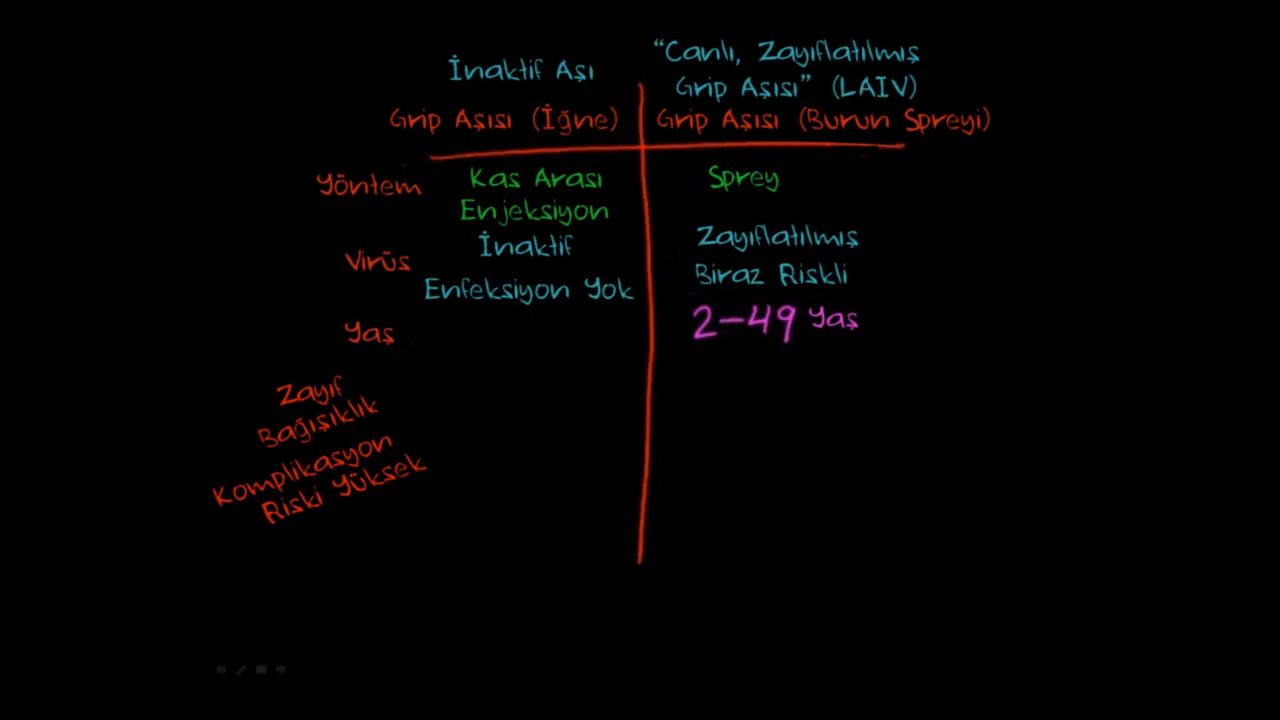 İnaktif Aşı
"Canlı, Zayıflatılmış
Grip Aşısı" (LAIV)
Grip Aşısı (İğne)
Grip Aşısı (Burun Spreyi)
Yöntem
Kas Arası
Enjeksiyon
Sprey
Virüs
İnaktif
Enfeksiyon Yok
Zayıflatılmış
Biraz Riskli
Yaş
2-49 Yaş
Zayıf
Bağışıklık
Komplikasyon
Riski Yüksek